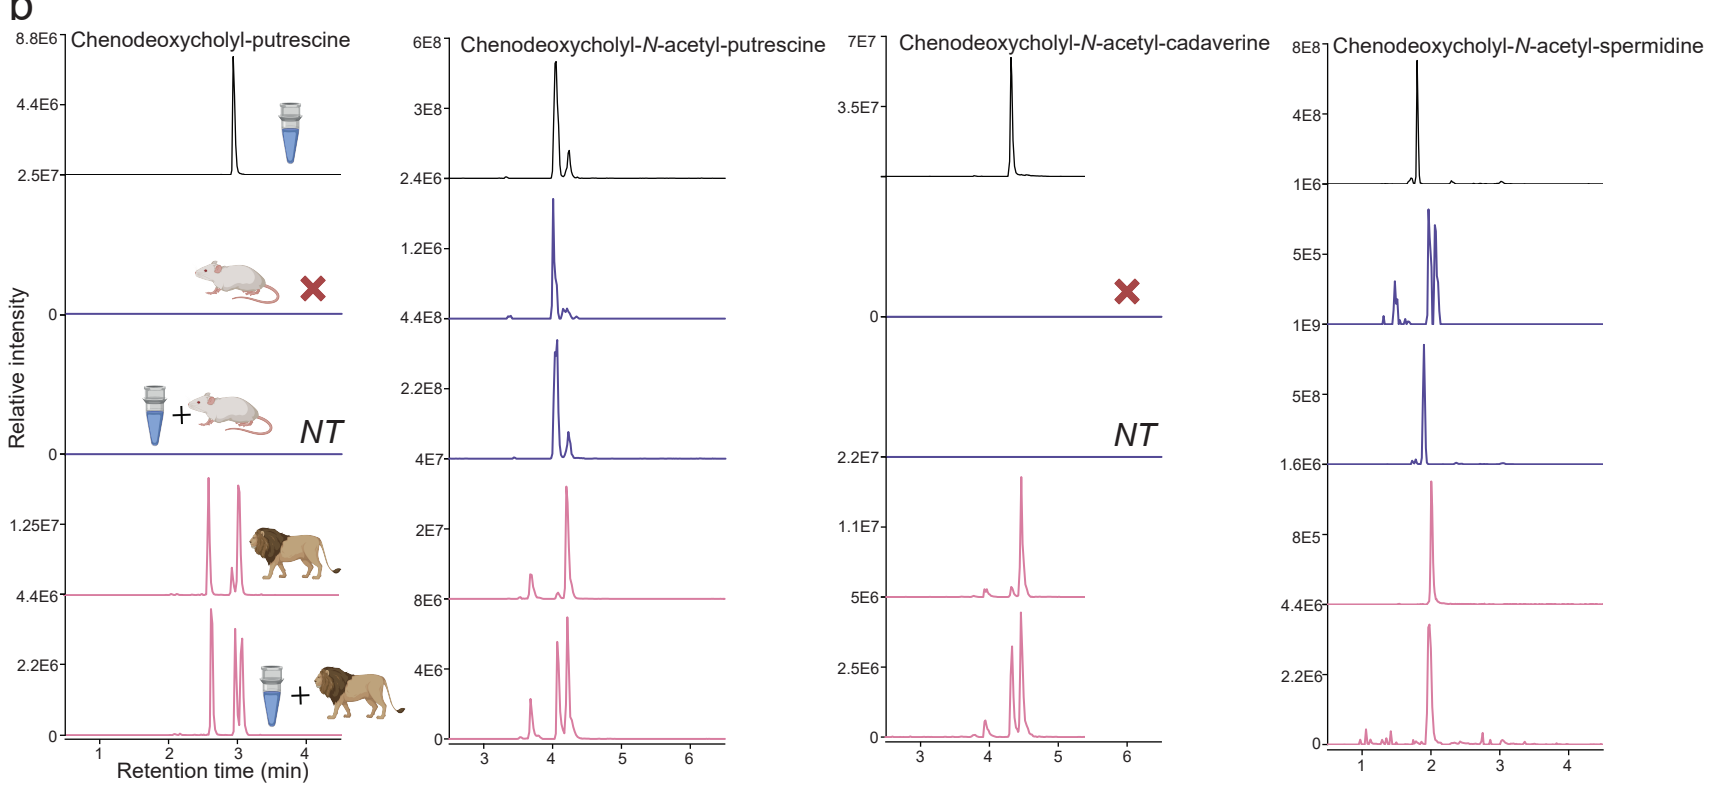 b
Chenodeoxycholyl-putrescine
8.8E6
4.4E6
2.5E7
0
0
NT
1.25E7
4.4E6
2.2E6
0
+
+
1 2 3 4
Retention time (min)
Relative intensity
Chenodeoxycholyl-N-acetyl-putrescine
6E8
3E8
2.4E6
1.2E6
4.4E8
2.2E8
4E7
2E7
8E6
4E6
0
3 4 5 6
Chenodeoxycholyl-N-acetyl-cadaverine
7E7
3.5E7
0
NT
2.2E7
1.1E7
5E6
2.5E6
0
3 4 5 6
Chenodeoxycholyl-N-acetyl-spermidine
8E8
4E8
1E6
5E5
1E9
5E8
1.6E6
8E5
4.4E6
2.2E6
0
1 2 3 4